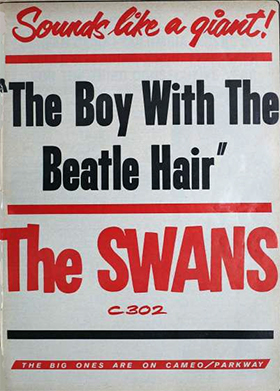 Sounds like a giant!
"The Boy With The
Beatle Hair"
The SWANS
C-302
THE BIG ONES ARE ON CAMEO/PARKWAY